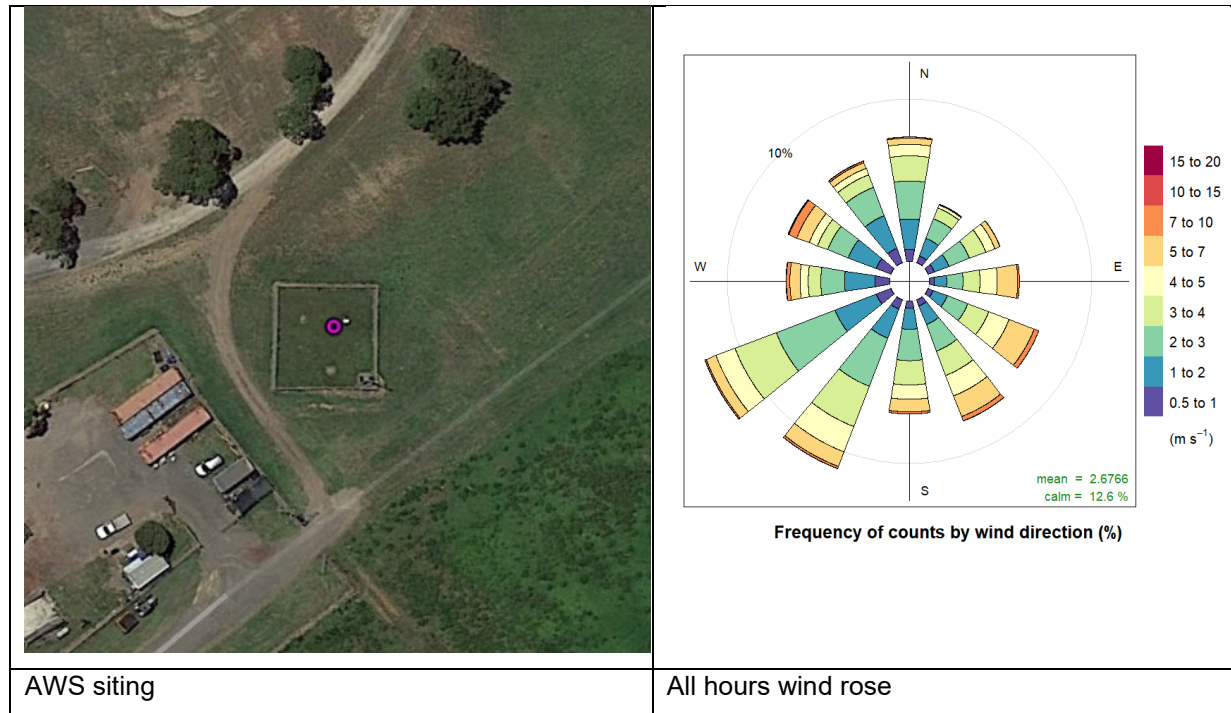 N
10%
W
E
S
15 to 20
10 to 15
7 to 10
5 to 7
4 to 5
3 to 4
2 to 3
1 to 2
0.5 to 1
(m s⁻¹)
mean = 2.6766
calm = 12.6 %
Frequency of counts by wind direction (%)
AWS siting
All hours wind rose